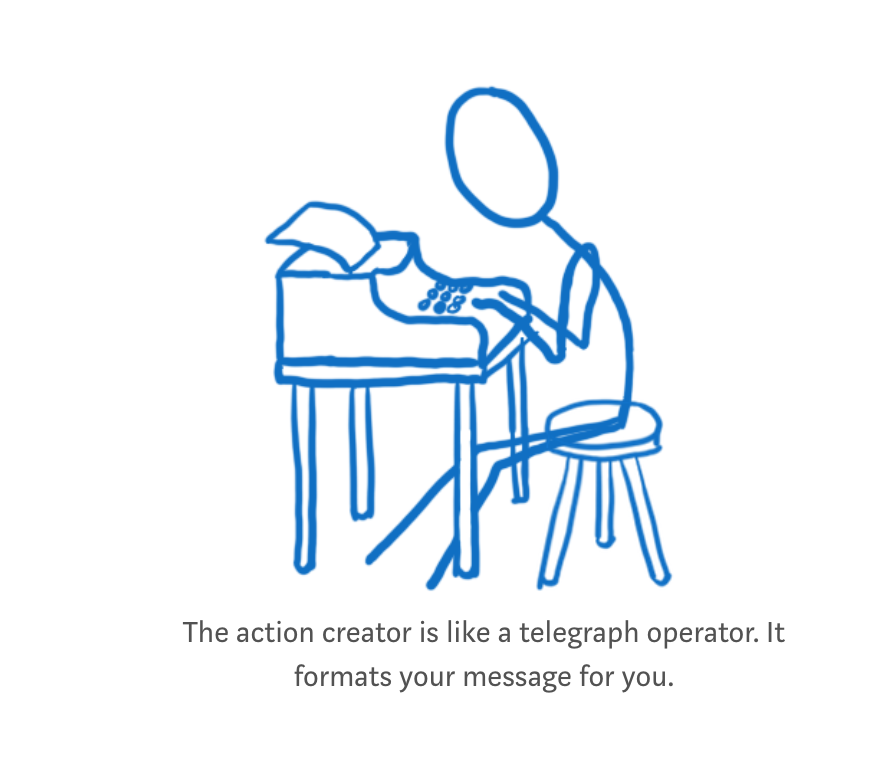 The action creator is like a telegraph operator. It
formats your message for you.